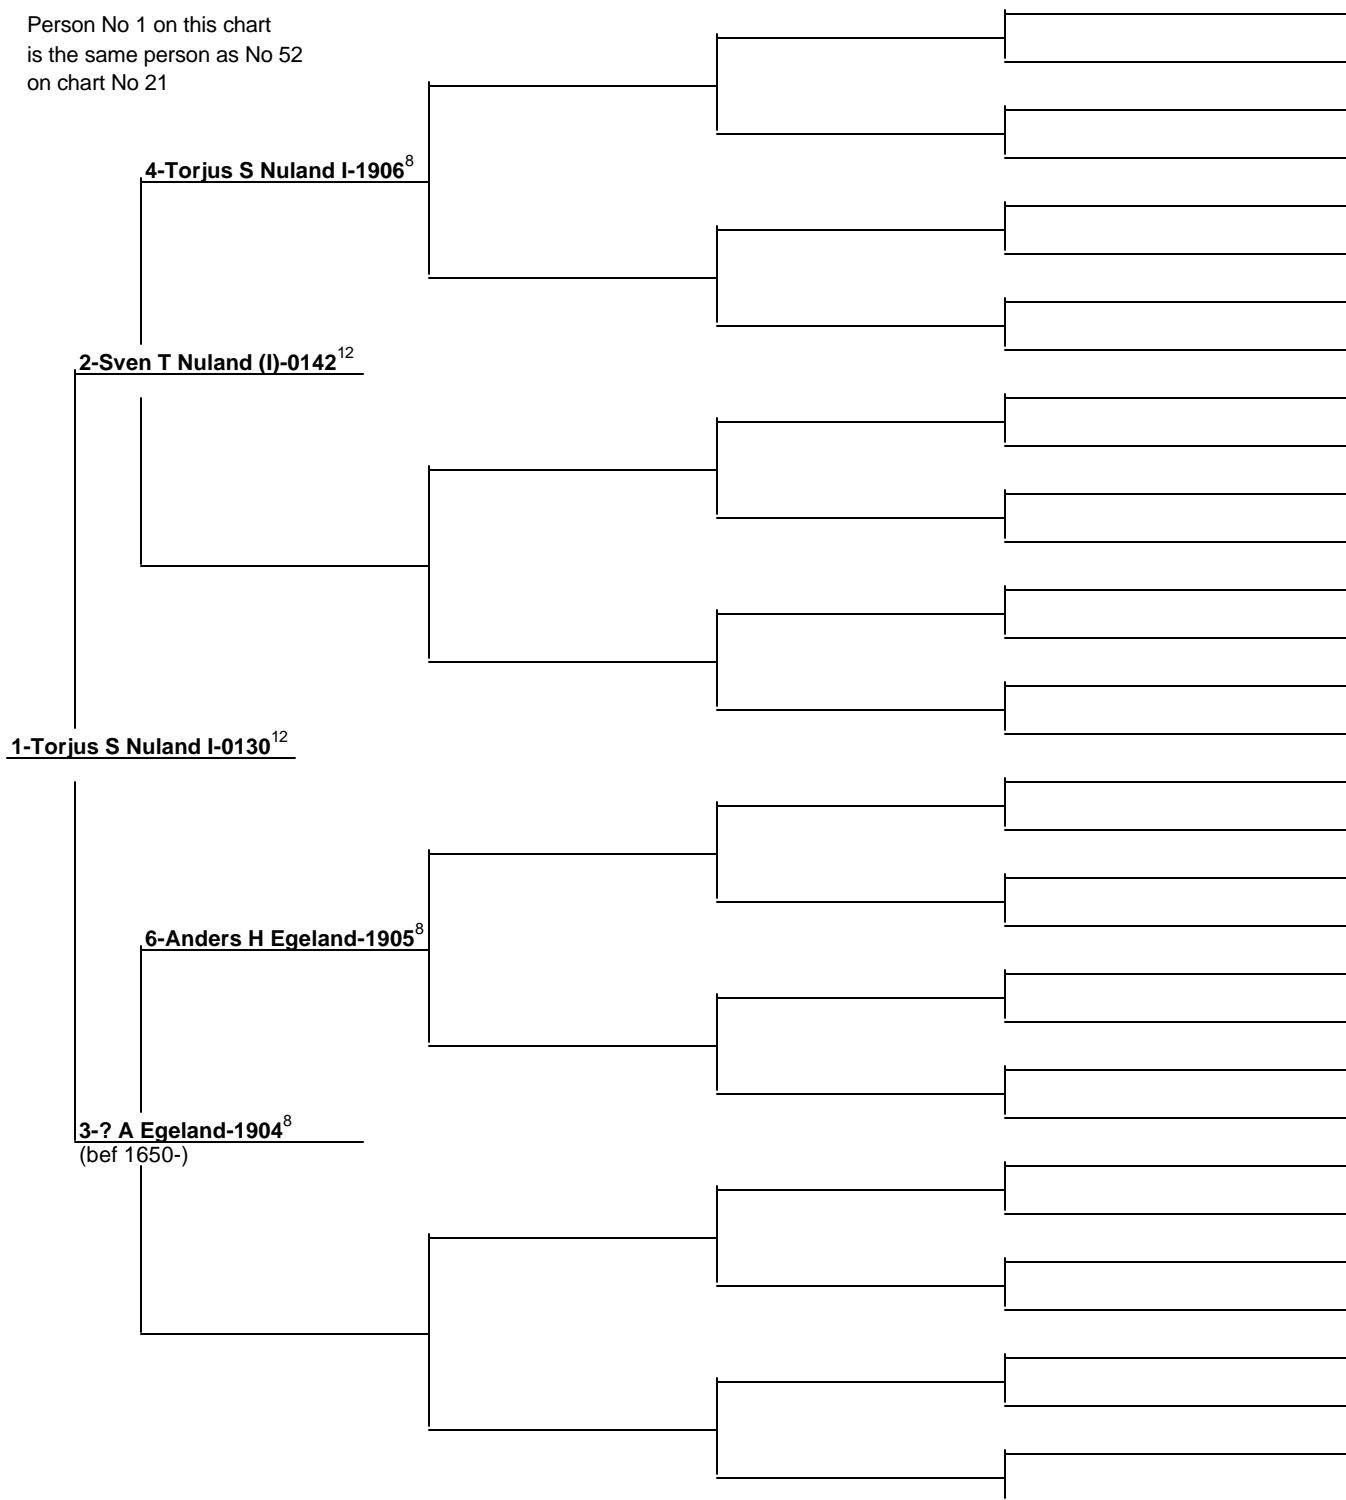 Person No 1 on this chart
is the same person as No 52
on chart No 21
4-Torjus S Nuland I-1906⁸
2-Sven T Nuland (I)-0142¹²
1-Torjus S Nuland I-0130¹²
6-Anders H Egeland-1905⁸
3-? A Egeland-1904⁸
(bef 1650-)